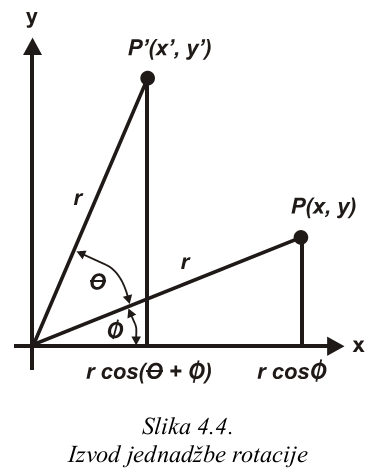 y
P'(x', y')
r
P(x, y)
r
Θ
ϕ
x
r cos(Θ + ϕ)
r cosϕ
Slika 4.4.
Izvod jednadžbe rotacije